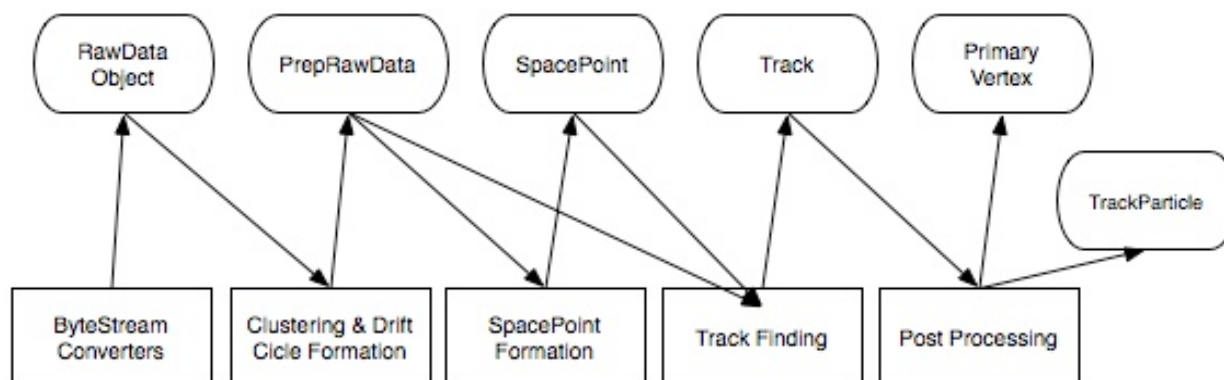 RawData
Object
PrepRawData
SpacePoint
Track
Primary
Vertex
TrackParticle
ByteStream
Converters
Clustering & Drift
Cicle Formation
SpacePoint
Formation
Track Finding
Post Processing